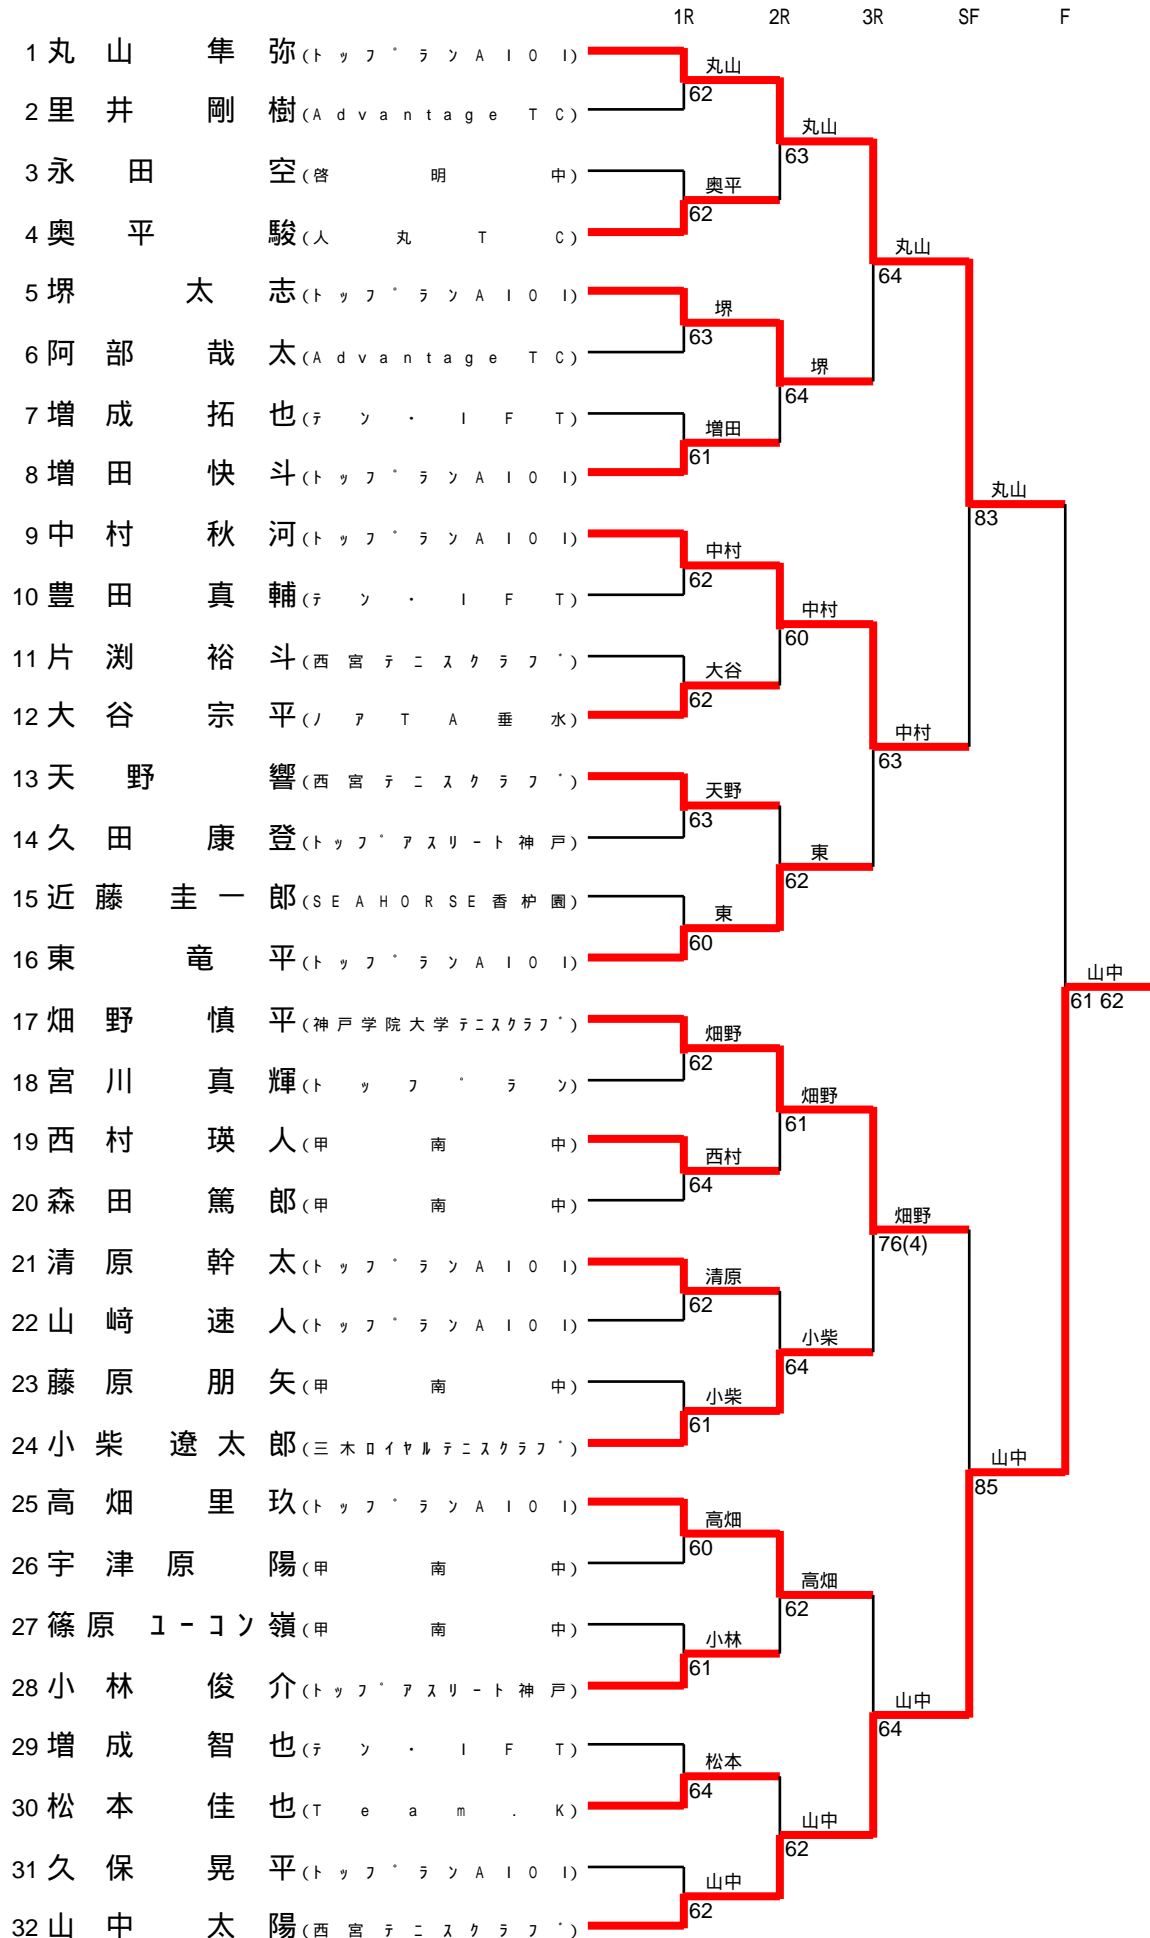 1R 2R 3R SF F
1 丸山 隼弥 (トップランAIOI)
丸山
62
2 里井 剛樹 (Advantage TC)
丸山
63
3 永田 空 (啓明中)
奥平
62
4 奥平 駿 (人丸TC)
丸山
64
5 堺 太志 (トップランAIOI)
堺
63
6 阿部 哉太 (Advantage TC)
堺
64
7 増成 拓也 (テン・IFT)
増田
61
8 増田 快斗 (トップランAIOI)
丸山
83
9 中村 秋河 (トップランAIOI)
中村
62
10 豊田 真輔 (テン・IFT)
中村
60
11 片渕 裕斗 (西宮テニスクラブ)
大谷
62
12 大谷 宗平 (ノアTA垂水)
中村
63
13 天野 響 (西宮テニスクラブ)
天野
63
14 久田 康登 (トップアスリート神戸)
東
62
15 近藤 圭一郎 (SEAHORSE香枦園)
東
60
16 東 竜平 (トップランAIOI)
山中
61 62
17 畑野 慎平 (神戸学院大学テニスクラブ)
畑野
62
18 宮川 真輝 (トップラン)
畑野
61
19 西村 瑛人 (甲南中)
西村
64
20 森田 篤郎 (甲南中)
畑野
76(4)
21 清原 幹太 (トップランAIOI)
清原
62
22 山﨑 速人 (トップランAIOI)
小柴
64
23 藤原 朋矢 (甲南中)
小柴
61
24 小柴 遼太郎 (三木ロイヤルテニスクラブ)
山中
85
25 高畑 里玖 (トップランAIOI)
高畑
60
26 宇津原 陽 (甲南中)
高畑
62
27 篠原 ユーコン嶺 (甲南中)
小林
61
28 小林 俊介 (トップアスリート神戸)
山中
64
29 増成 智也 (テン・IFT)
松本
64
30 松本 佳也 (Team.K)
山中
62
31 久保 晃平 (トップランAIOI)
山中
62
32 山中 太陽 (西宮テニスクラブ)